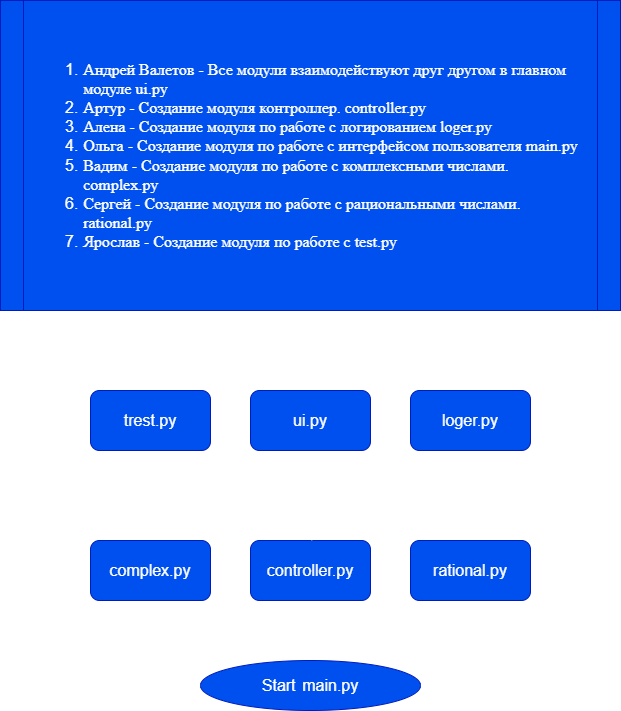 1. Андрей Валетов - Все модули взаимодействуют друг другом в главном
модуле ui.py
2. Артур - Создание модуля контроллер. controller.py
3. Алена - Создание модуля по работе с логированием loger.py
4. Ольга - Создание модуля по работе с интерфейсом пользователя main.py
5. Вадим - Создание модуля по работе с комплексными числами.
complex.py
6. Сергей - Создание модуля по работе с рациональными числами.
rational.py
7. Ярослав - Создание модуля по работе с test.py
trest.py
ui.py
loger.py
complex.py
controller.py
rational.py
Start main.py